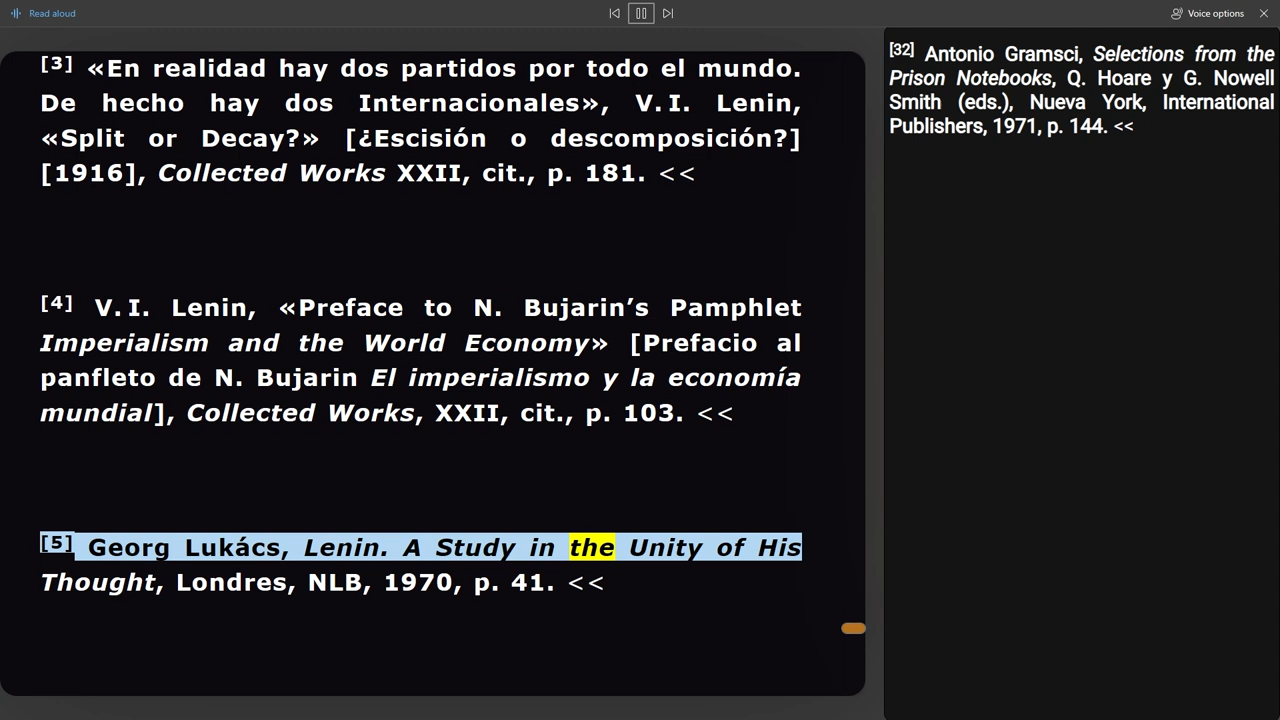 Read aloud
Voice options
[3] «En realidad hay dos partidos por todo el mundo.
De hecho hay dos Internacionales», V. I. Lenin,
«Split or Decay?» [¿Escisión o descomposición?]
[1916], Collected Works XXII, cit., p. 181. <<
[4] V. I. Lenin, «Preface to N. Bujarin’s Pamphlet
Imperialism and the World Economy» [Prefacio al
panfleto de N. Bujarin El imperialismo y la economía
mundial], Collected Works, XXII, cit., p. 103. <<
[5] Georg Lukács, Lenin. A Study in the Unity of His
Thought, Londres, NLB, 1970, p. 41. <<
[32] Antonio Gramsci, Selections from the
Prison Notebooks, Q. Hoare y G. Nowell
Smith (eds.), Nueva York, International
Publishers, 1971, p. 144. <<